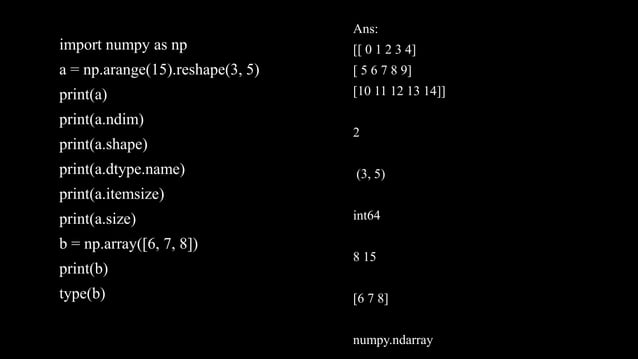 import numpy as np
a = np.arange(15).reshape(3, 5)
print(a)
print(a.ndim)
print(a.shape)
print(a.dtype.name)
print(a.itemsize)
print(a.size)
b = np.array([6, 7, 8])
print(b)
type(b)
Ans:
[[ 0 1 2 3 4]
[ 5 6 7 8 9]
[10 11 12 13 14]]
2
(3, 5)
int64
8 15
[6 7 8]
numpy.ndarray